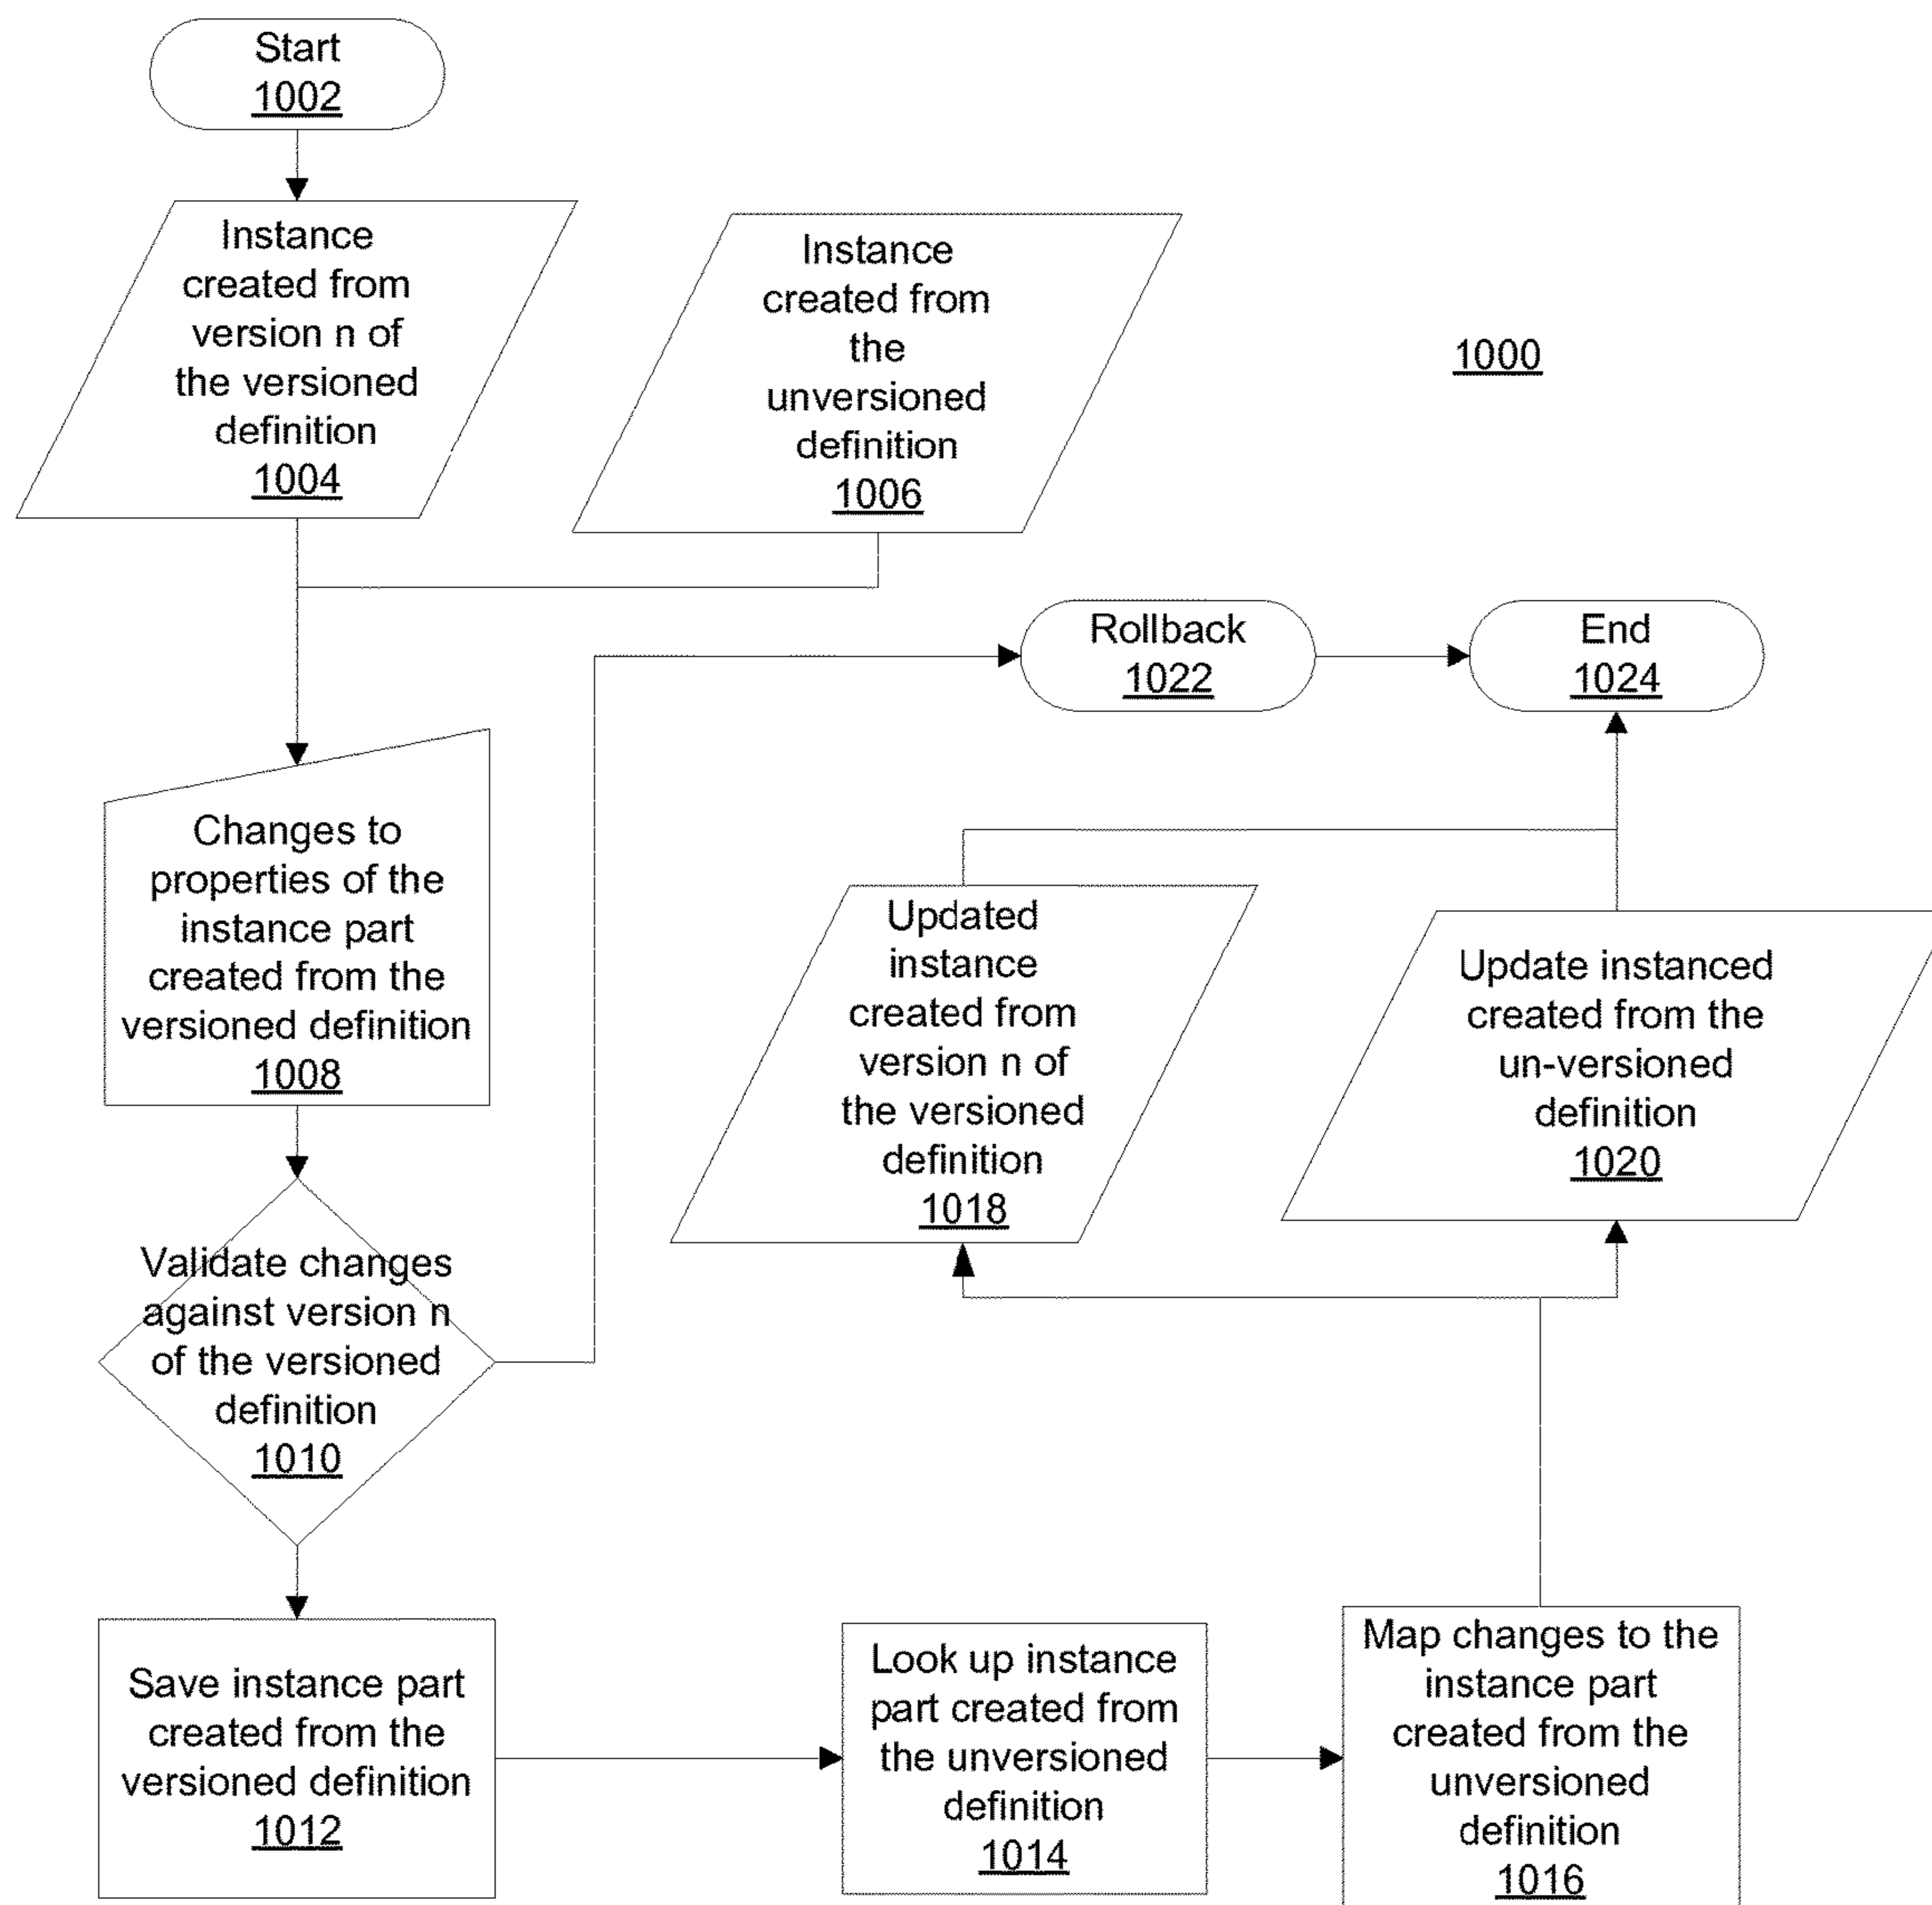 Start
1002
Instance
created from
version n of
the versioned
definition
1004
Instance
created from
the
unversioned
definition
1006
1000
Rollback
1022
End
1024
Changes to
properties of the
instance part
created from the
versioned definition
1008
Updated
instance
created from
version n of
the versioned
definition
1018
Update instanced
created from the
un-versioned
definition
1020
Validate changes
against version n
of the versioned
definition
1010
Save instance part
created from the
versioned definition
1012
Look up instance
part created from
the unversioned
definition
1014
Map changes to the
instance part
created from the
unversioned
definition
1016